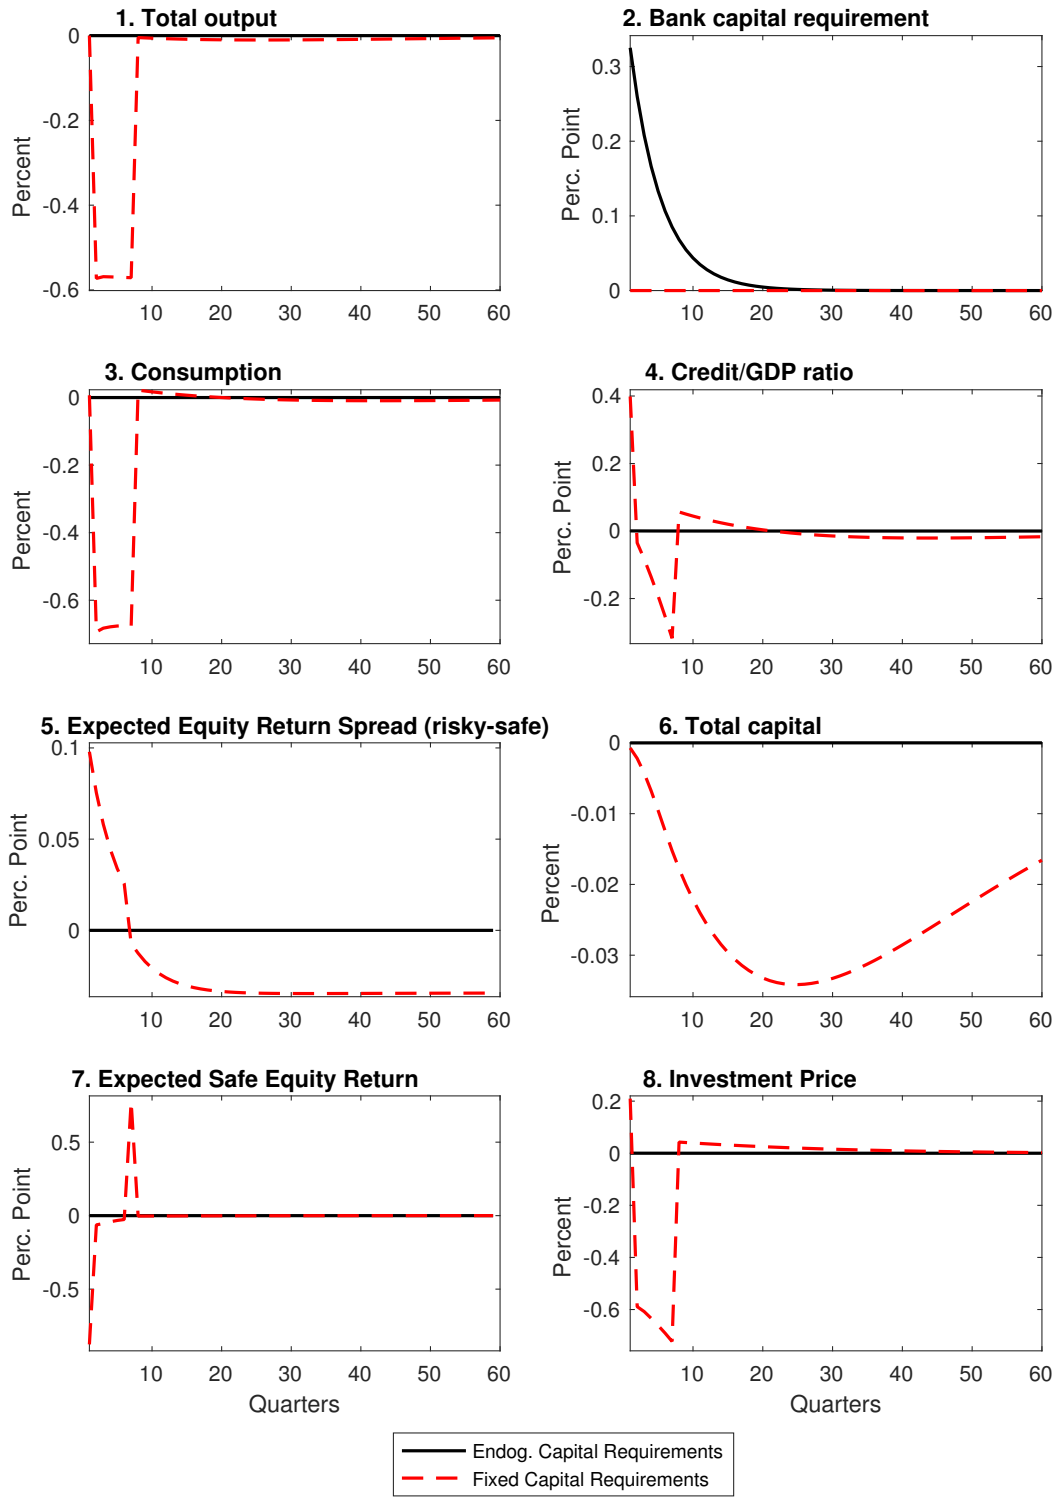 1. Total output
Percent
0
-0.2
-0.4
-0.6
10 20 30 40 50 60
2. Bank capital requirement
Perc. Point
0.3
0.2
0.1
0
10 20 30 40 50 60
3. Consumption
Percent
0
-0.2
-0.4
-0.6
10 20 30 40 50 60
4. Credit/GDP ratio
Perc. Point
0.4
0.2
0
-0.2
10 20 30 40 50 60
5. Expected Equity Return Spread (risky-safe)
Perc. Point
0.1
0.05
0
10 20 30 40 50 60
6. Total capital
Percent
0
-0.01
-0.02
-0.03
10 20 30 40 50 60
7. Expected Safe Equity Return
Perc. Point
0.5
0
-0.5
10 20 30 40 50 60
Quarters
8. Investment Price
Percent
0.2
0
-0.2
-0.4
-0.6
10 20 30 40 50 60
Quarters
Endog. Capital Requirements
Fixed Capital Requirements